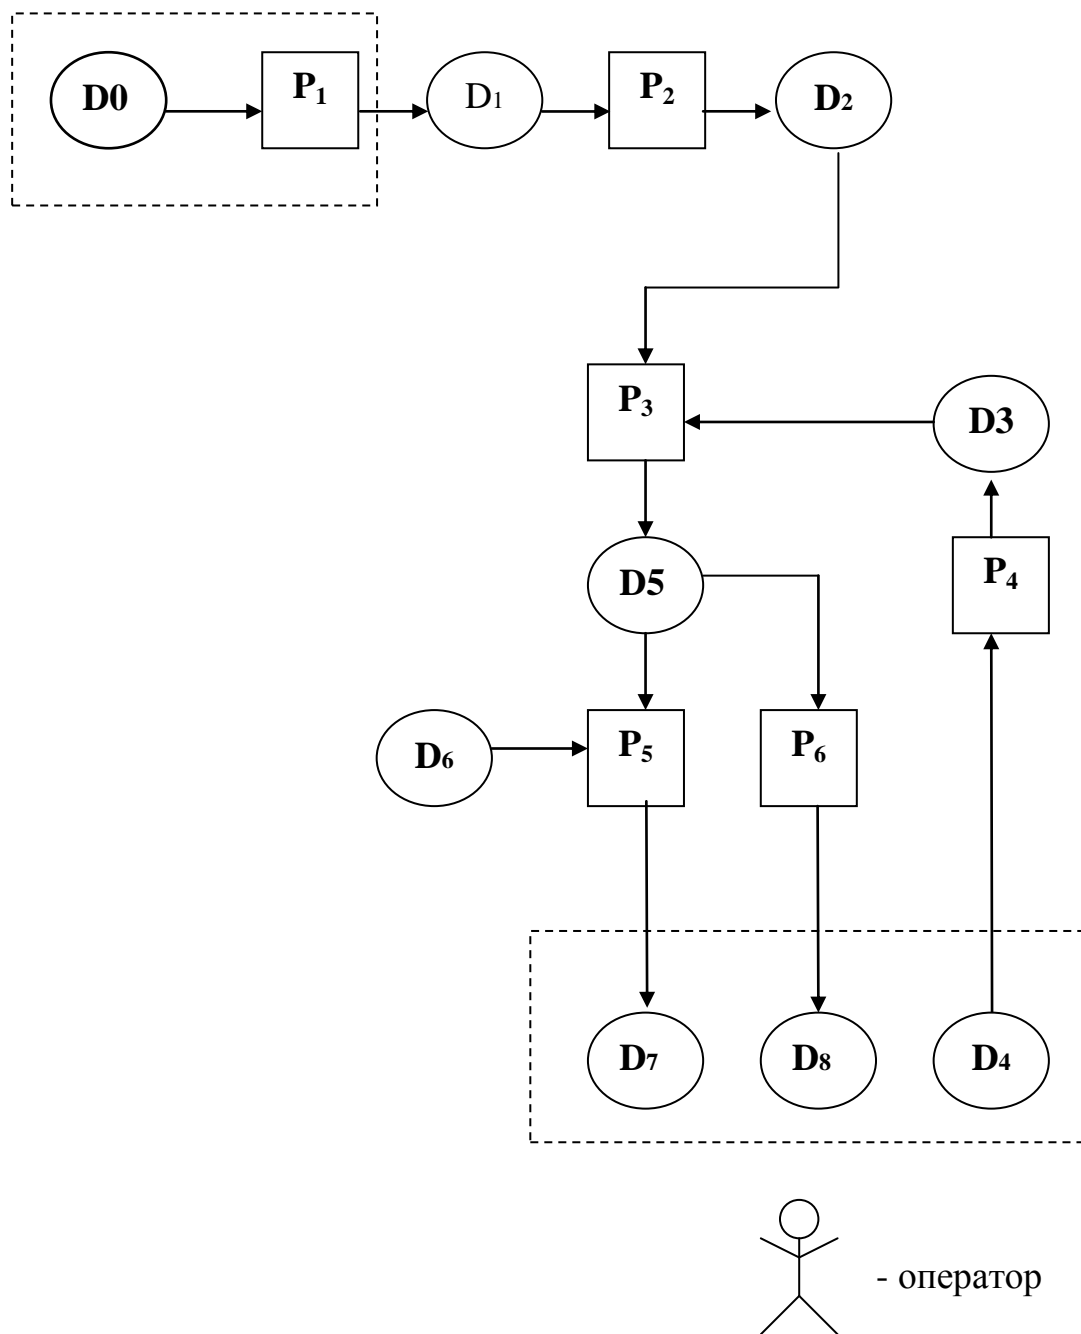 D0 P₁ D₁ P₂ D₂
P₃ D3
D5 P₄
D₆ P₅ P₆
D₇ D₈ D₄
- оператор